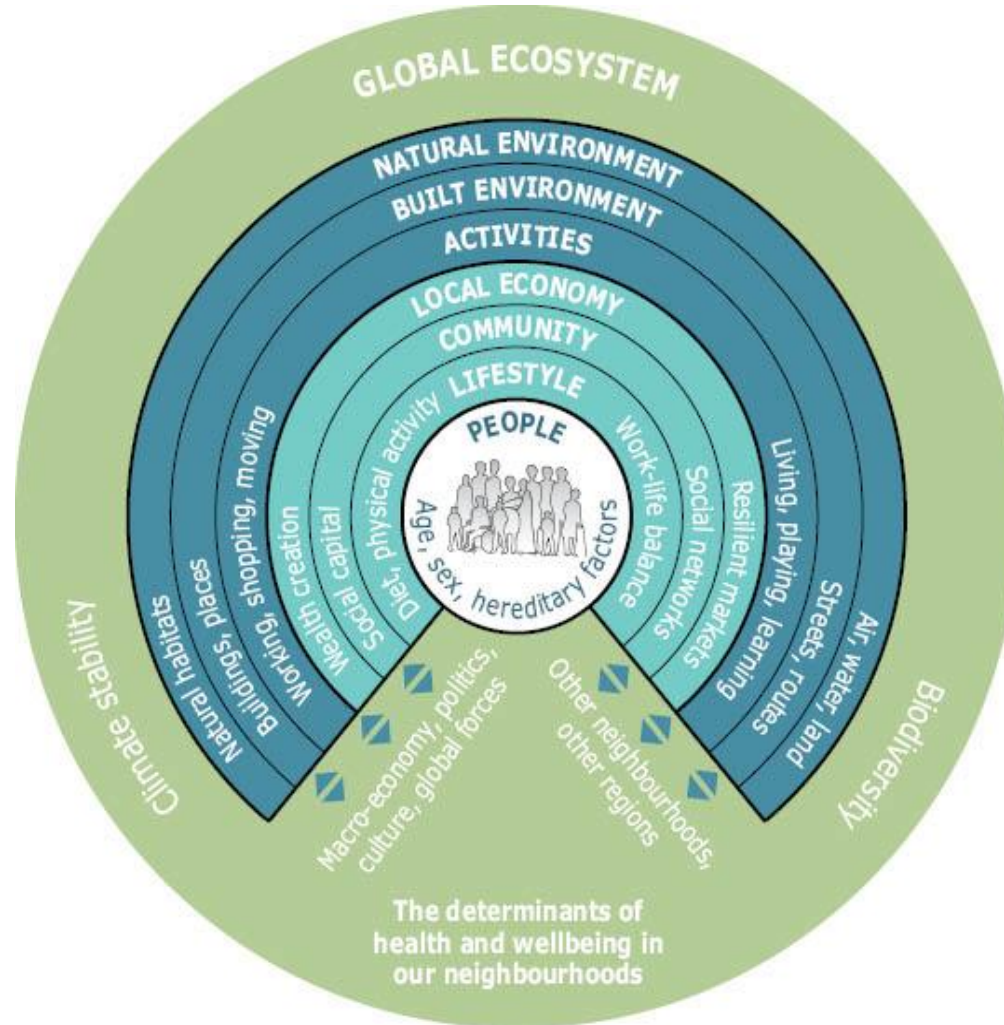 GLOBAL ECOSYSTEM
NATURAL ENVIRONMENT
BUILT ENVIRONMENT
ACTIVITIES
LOCAL ECONOMY
COMMUNITY
LIFESTYLE
PEOPLE
Age, sex, hereditary factors
Diet, physical activity
Work-life balance
Social capital
Social networks
Wealth creation
Resilient markets
Working, shopping, moving
Living, playing, learning
Buildings, places
Streets, routes
Natural habitats
Air, water, land
Climate stability
Biodiversity
Macro-economy, politics,
culture, global forces
Other neighbourhoods,
other regions
The determinants of
health and wellbeing in
our neighbourhoods